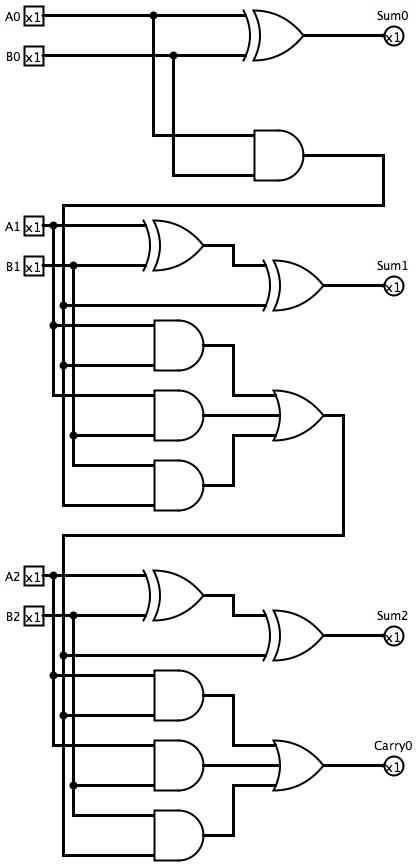 Sum0
A0 x1
x1
B0 x1
A1 x1
B1 x1
Sum1
x1
A2 x1
B2 x1
Sum2
x1
Carry0
x1